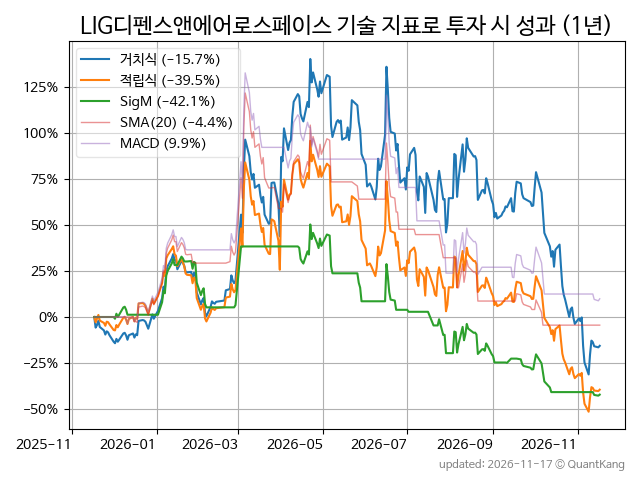 LIG디펜스앤에어로스페이스 기술 지표로 투자 시 성과 (1년)
거치식 (−15.7%)
적립식 (−39.5%)
SigM (−42.1%)
SMA(20) (−4.4%)
MACD (9.9%)
125%
100%
75%
50%
25%
0%
−25%
−50%
2025-11 2026-01 2026-03 2026-05 2026-07 2026-09 2026-11
updated: 2026-11-17 © QuantKang